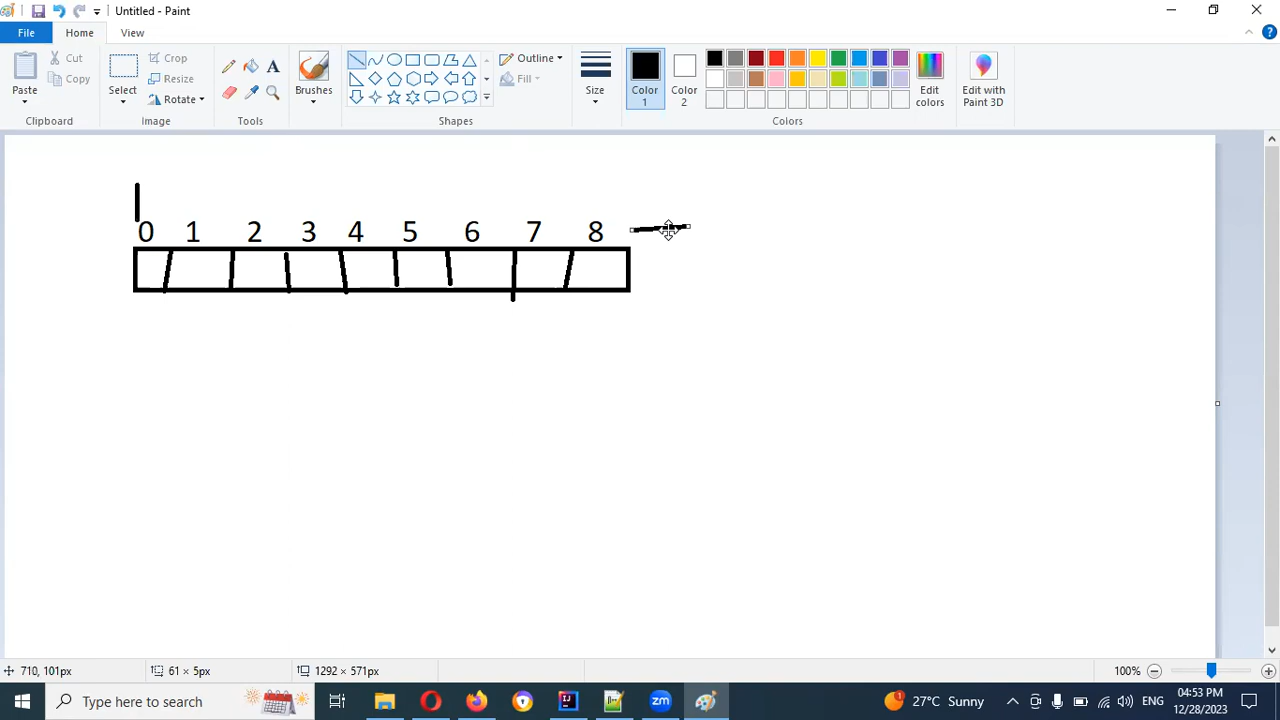 Untitled - Paint
File Home View
Paste
Cut
Copy
Clipboard
Select
Crop
Resize
Rotate
Image
A
Tools
Brushes
Outline
Fill
Shapes
Size
Color 1
Color 2
Edit colors
Colors
Edit with Paint 3D
0 1 2 3 4 5 6 7 8
710, 101px 61 × 5px 1292 × 571px 100%
Type here to search zm 1 27°C Sunny ENG 04:53 PM
12/28/2023